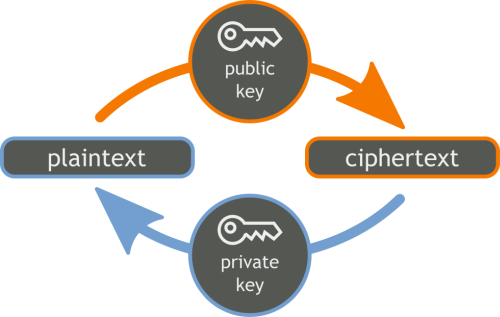 public
key
plaintext
ciphertext
private
key